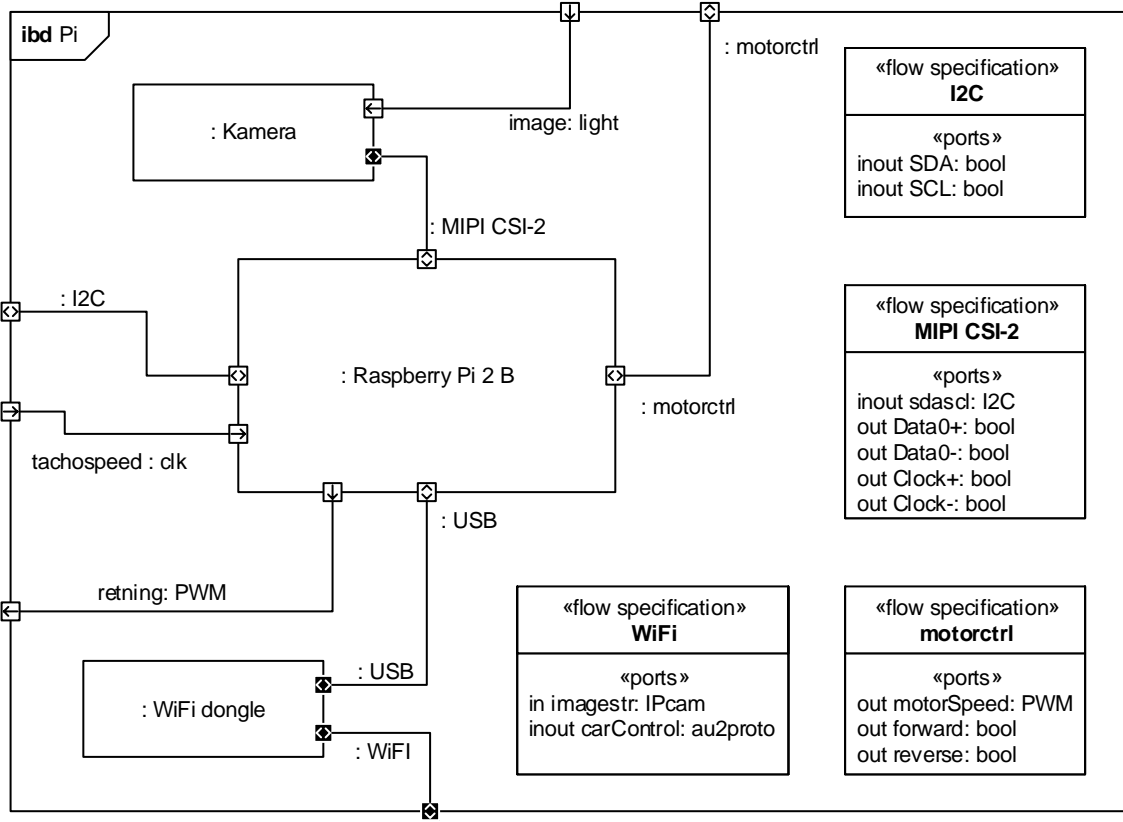 ibd Pi
: motorctrl
: Kamera
image: light
: MIPI CSI-2
: I2C
: Raspberry Pi 2 B
: motorctrl
tachospeed : clk
: USB
retning: PWM
: USB
: WiFi dongle
: WiFI
«flow specification»
I2C
«ports»
inout SDA: bool
inout SCL: bool
«flow specification»
MIPI CSI-2
«ports»
inout sdascl: I2C
out Data0+: bool
out Data0-: bool
out Clock+: bool
out Clock-: bool
«flow specification»
WiFi
«ports»
in imagestr: IPcam
inout carControl: au2proto
«flow specification»
motorctrl
«ports»
out motorSpeed: PWM
out forward: bool
out reverse: bool